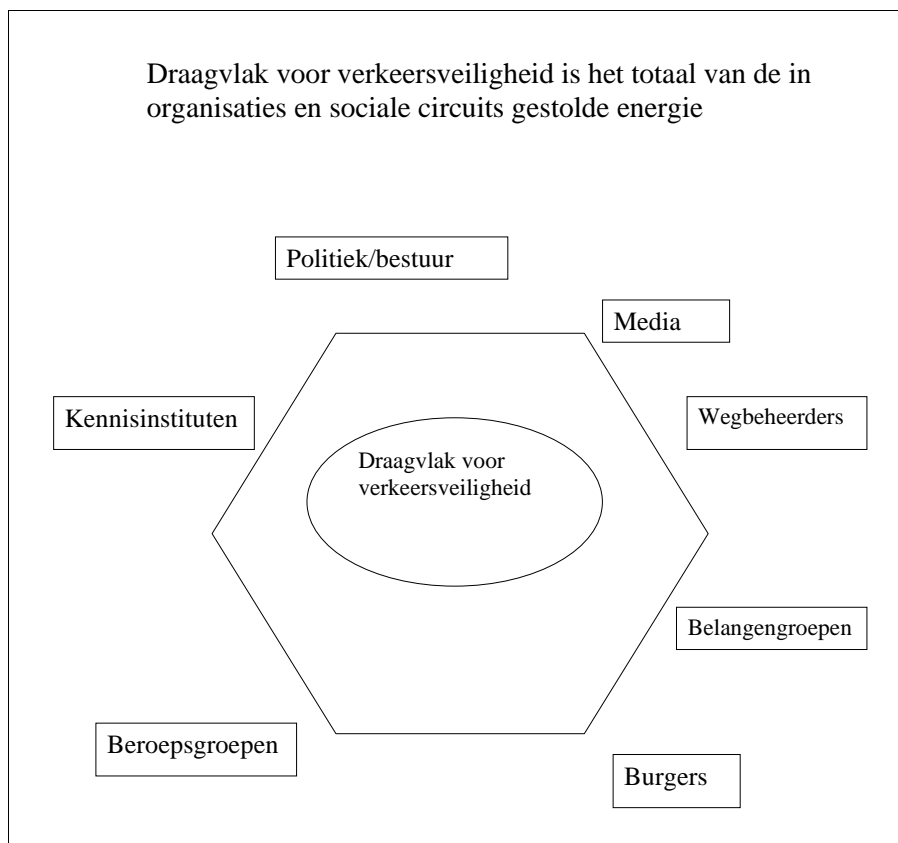 Draagvlak voor verkeersveiligheid is het totaal van de in
organisaties en sociale circuits gestolde energie
Politiek/bestuur
Media
Kennisinstituten
Wegbeheerders
Draagvlak voor
verkeersveiligheid
Belangengroepen
Beroepsgroepen
Burgers